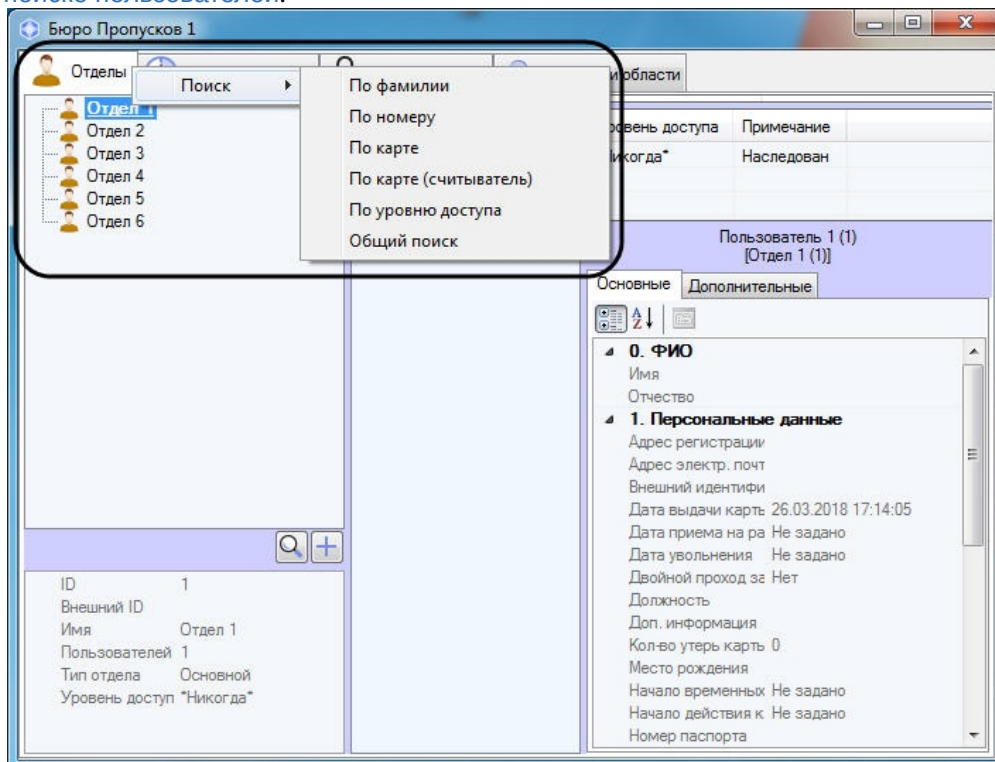 поиске пользователей.
Бюро Пропусков 1
Отделы
Поиск
По фамилии
По номеру
По карте
По карте (считыватель)
По уровню доступа
Общий поиск
области
Отдел 1
Отдел 2
Отдел 3
Отдел 4
Отдел 5
Отдел 6
доступа Примечание
Наследован
Пользователь 1 (1)
[Отдел 1 (1)]
Основные Дополнительные
0. ФИО
Имя
Отчество
1. Персональные данные
Адрес регистрации
Адрес электр. почт
Внешний идентифи
Дата выдачи карть 26.03.2018 17:14:05
Дата приема на ра Не задано
Дата увольнения Не задано
Двойной проход за Нет
Должность
Доп. информация
Кол-во утерь карть 0
Место рождения
Начало временных Не задано
Начало действия к Не задано
Номер паспорта
ID 1
Внешний ID
Имя Отдел 1
Пользователей 1
Тип отдела Основной
Уровень доступ *Никогда*